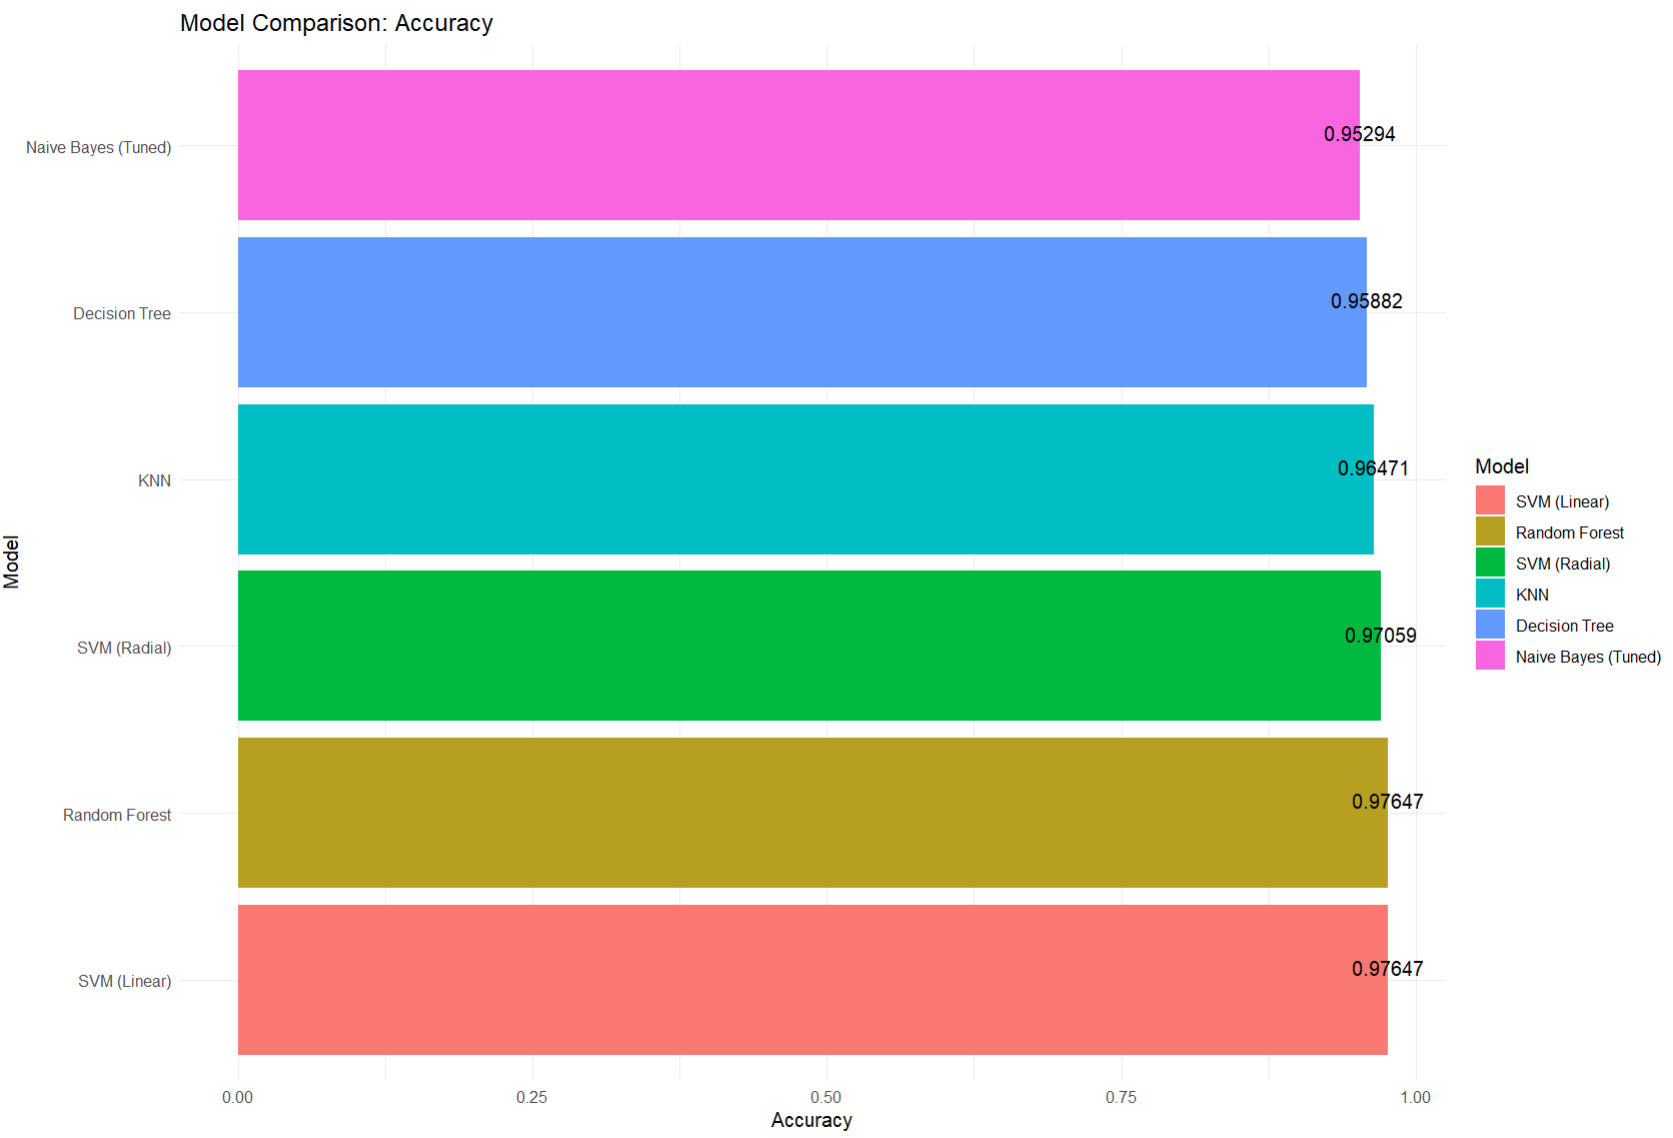 Model Comparison: Accuracy
Naive Bayes (Tuned)
0.95294
Decision Tree
0.95882
KNN
0.96471
SVM (Radial)
0.97059
Random Forest
0.97647
SVM (Linear)
0.97647
Model
0.00
0.25
0.50
0.75
1.00
Accuracy
Model
SVM (Linear)
Random Forest
SVM (Radial)
KNN
Decision Tree
Naive Bayes (Tuned)